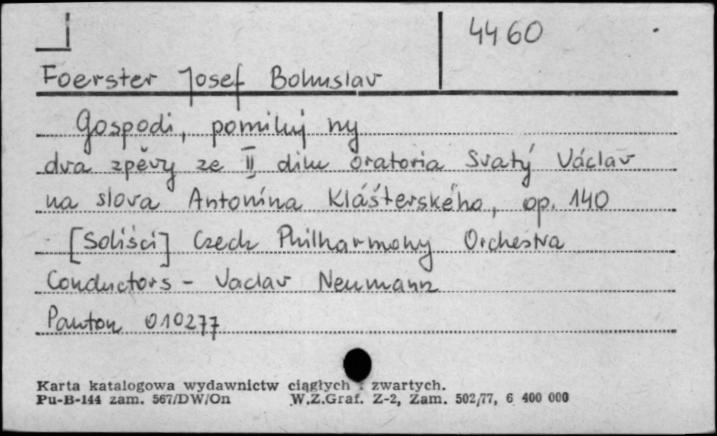 4460
Foerster Josef Bohuslav
Gospodi, pomiluj ny
dva zpěvy ze II dílu oratoria Svatý Václav
na slova Antonína Klášterského, op. 140
[Soliści] Czech Philharmony Orchestra
Conductors - Vaclav Neumann
Panton 010277
Karta katalogowa wydawnictw ciągłych i zwartych.
Pu-B-144 zam. 567/DW/On W.Z.Graf. Z-2, Zam. 502/77, 6 400 000